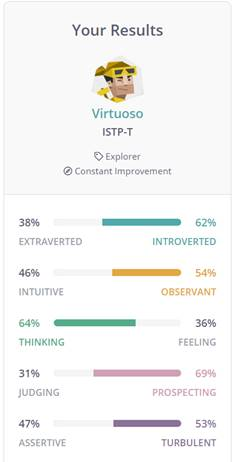 Your Results
Virtuoso
ISTP-T
Explorer
Constant Improvement
38% 62%
EXTRAVERTED INTROVERTED
46% 54%
INTUITIVE OBSERVANT
64% 36%
THINKING FEELING
31% 69%
JUDGING PROSPECTING
47% 53%
ASSERTIVE TURBULENT